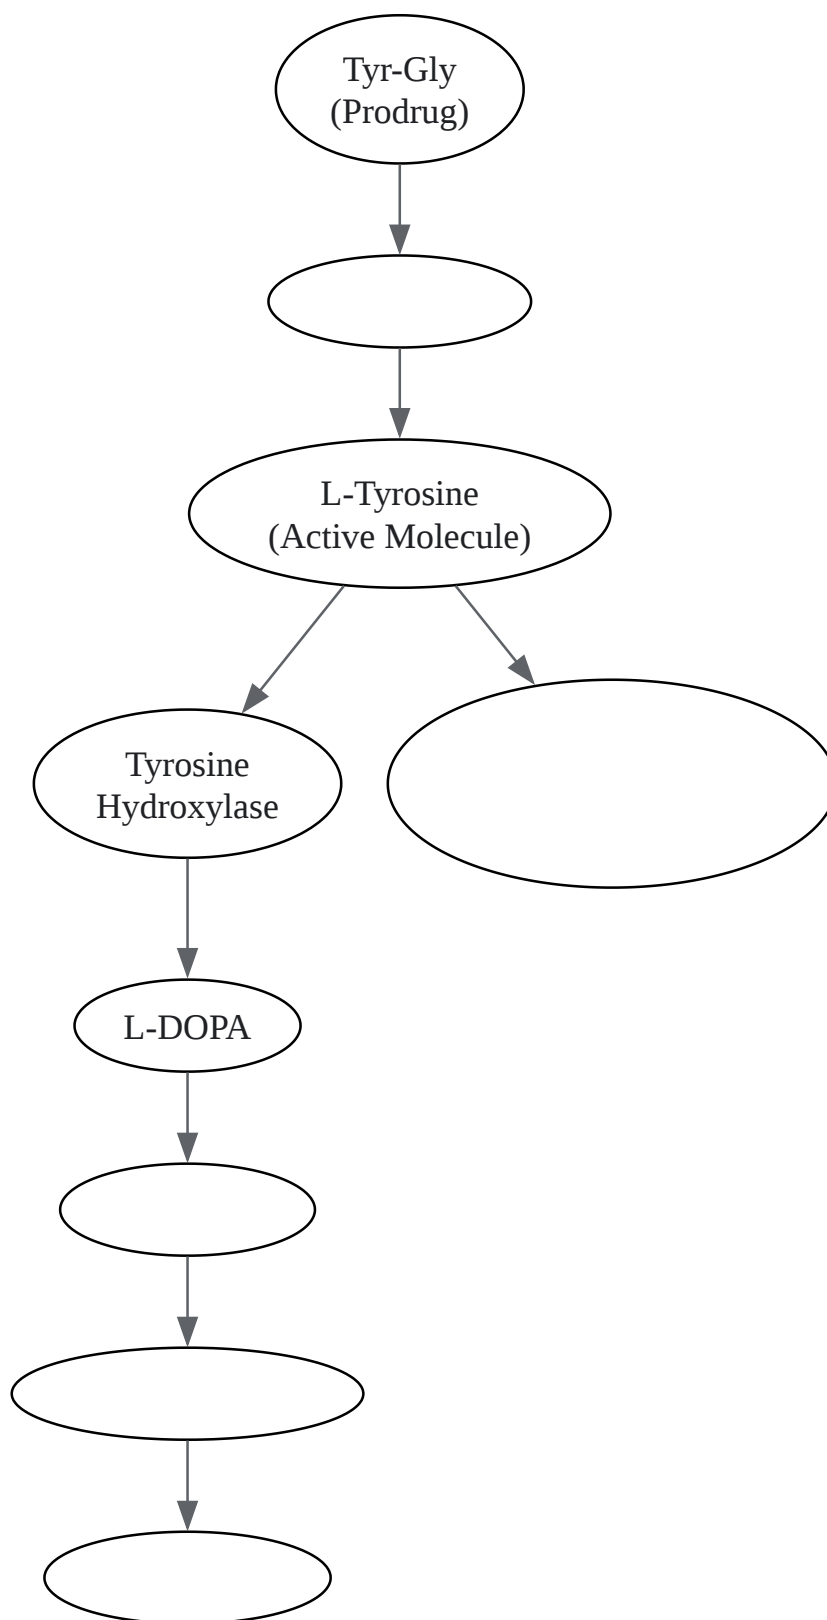 Tyr-Gly
(Prodrug)
L-Tyrosine
(Active Molecule)
Tyrosine
Hydroxylase
L-DOPA